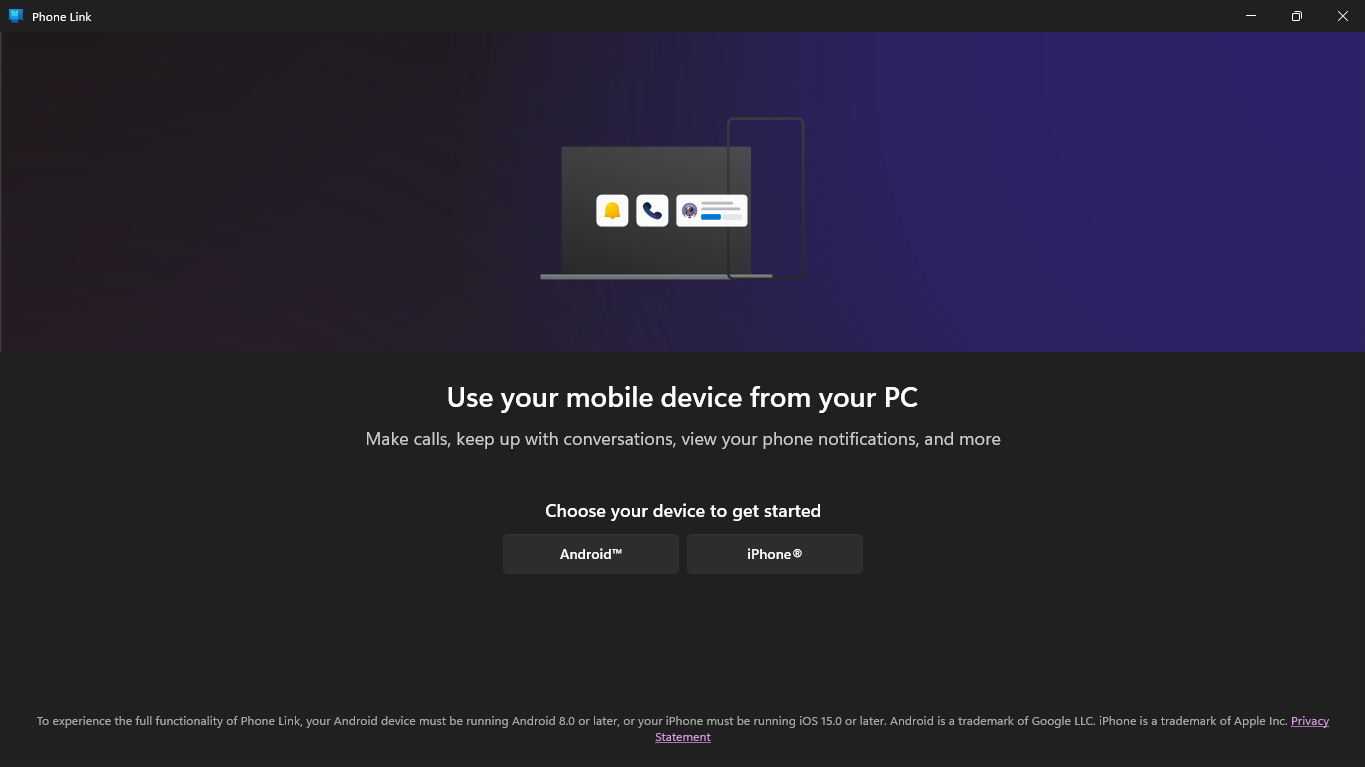 Phone Link
Use your mobile device from your PC
Make calls, keep up with conversations, view your phone notifications, and more
Choose your device to get started
Android™ iPhone®
To experience the full functionality of Phone Link, your Android device must be running Android 8.0 or later, or your iPhone must be running iOS 15.0 or later. Android is a trademark of Google LLC. iPhone is a trademark of Apple Inc. Privacy
Statement